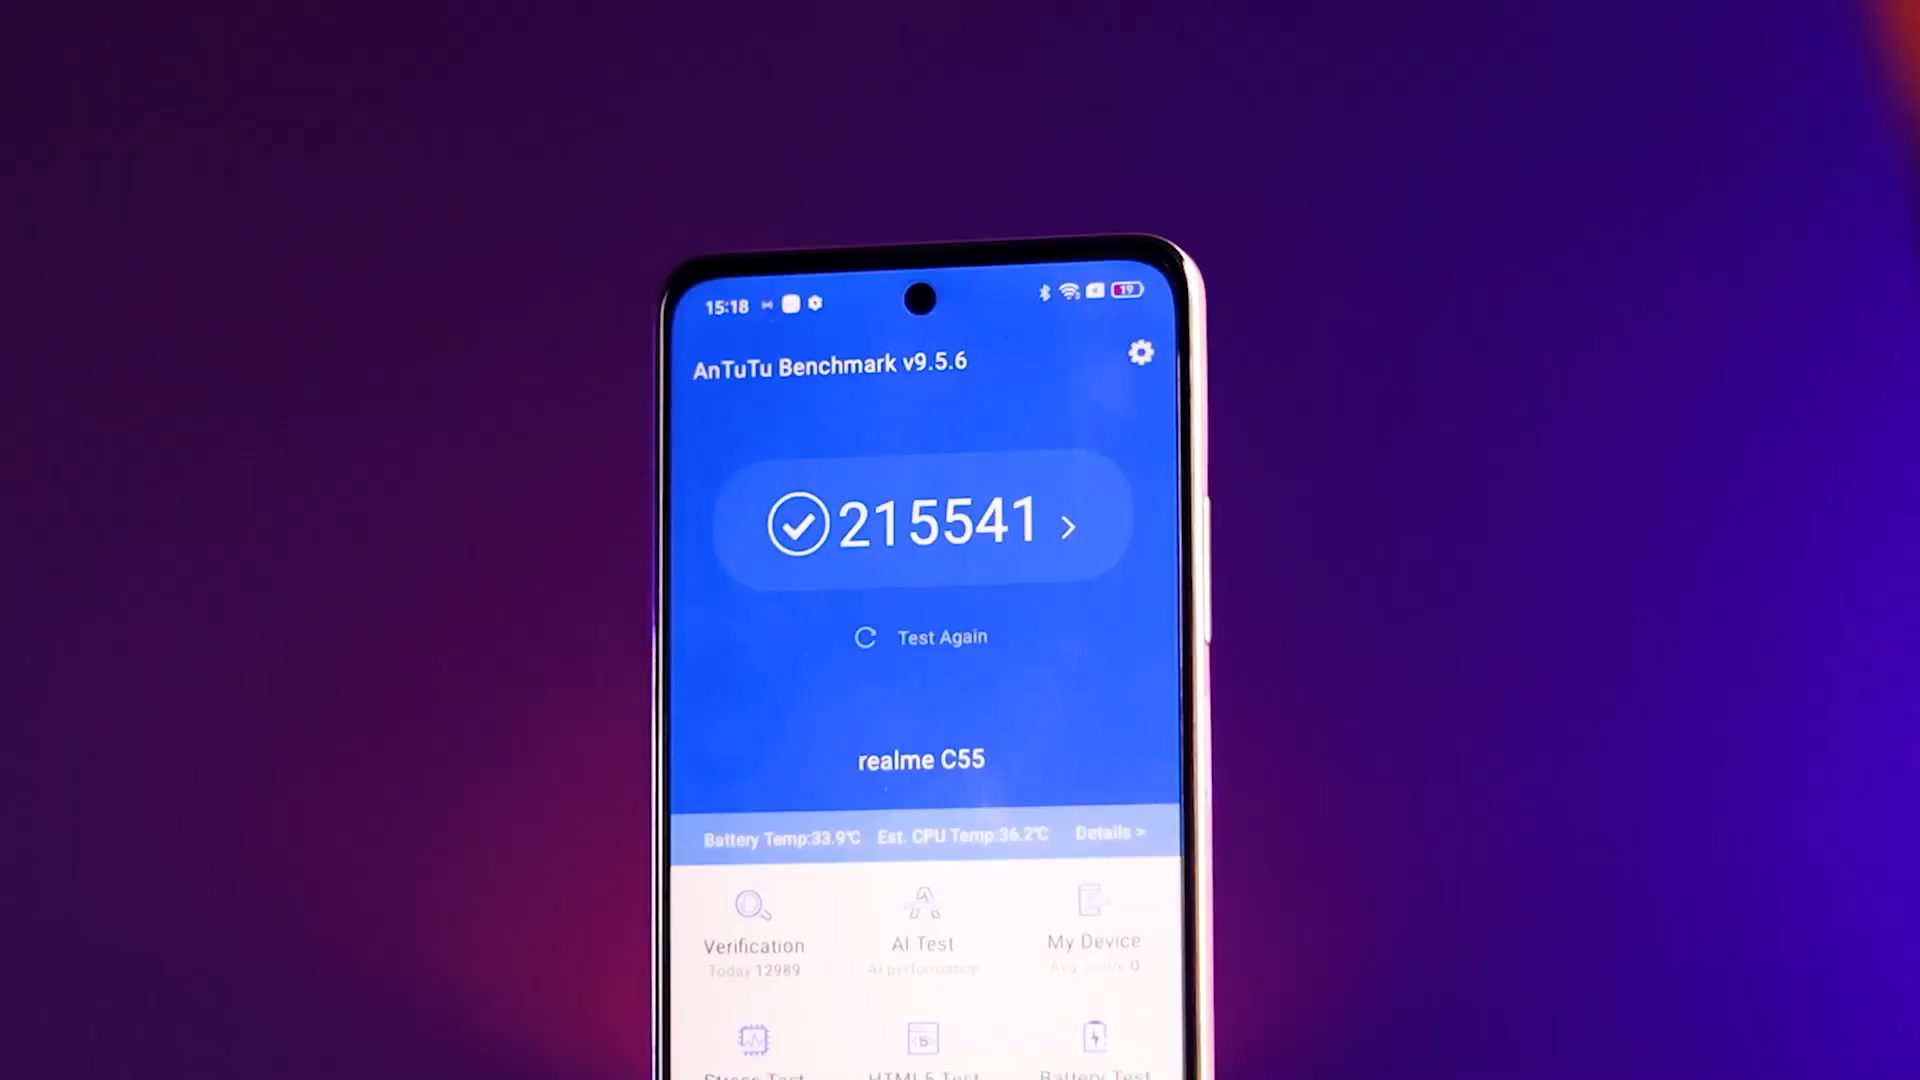 15:18
19
AnTuTu Benchmark v9.5.6
215541
Test Again
realme C55
Battery Temp:33.9℃ Est. CPU Temp:36.2℃ Details >
Verification AI Test My Device
Today 12989 AI performance Avg. score 0
Stress Test HTML5 Test Battery Test